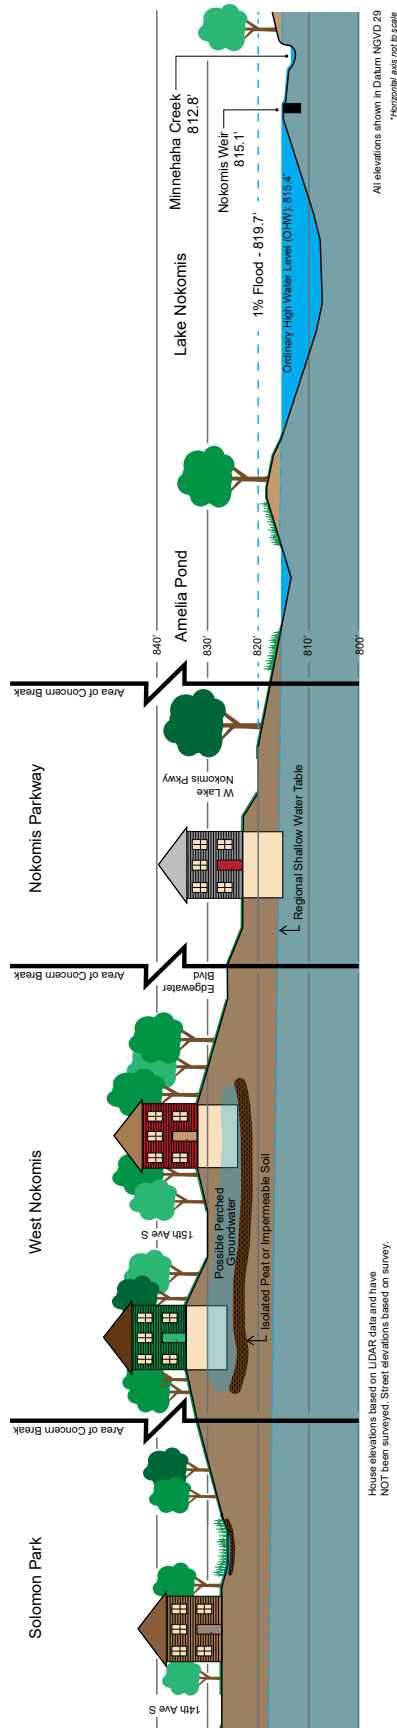 Solomon Park
West Nokomis
Nokomis Parkway
Amelia Pond
Lake Nokomis
Minnehaha Creek
812.8'
Nokomis Weir
815.1'
14th Ave S
Area of Concern Break
15th Ave S
Edgewater
Blvd
Area of Concern Break
W Lake
Nokomis Pkwy
Area of Concern Break
840'
830'
820'
810'
800'
1% Flood - 819.7'
Ordinary High Water Level (OHW): 815.4'
Possible Perched
Groundwater
Isolated Peat or Impermeable Soil
Regional Shallow Water Table
House elevations based on LiDAR data and have
NOT been surveyed. Street elevations based on survey.
All elevations shown in Datum NGVD 29
*Horizontal axis not to scale